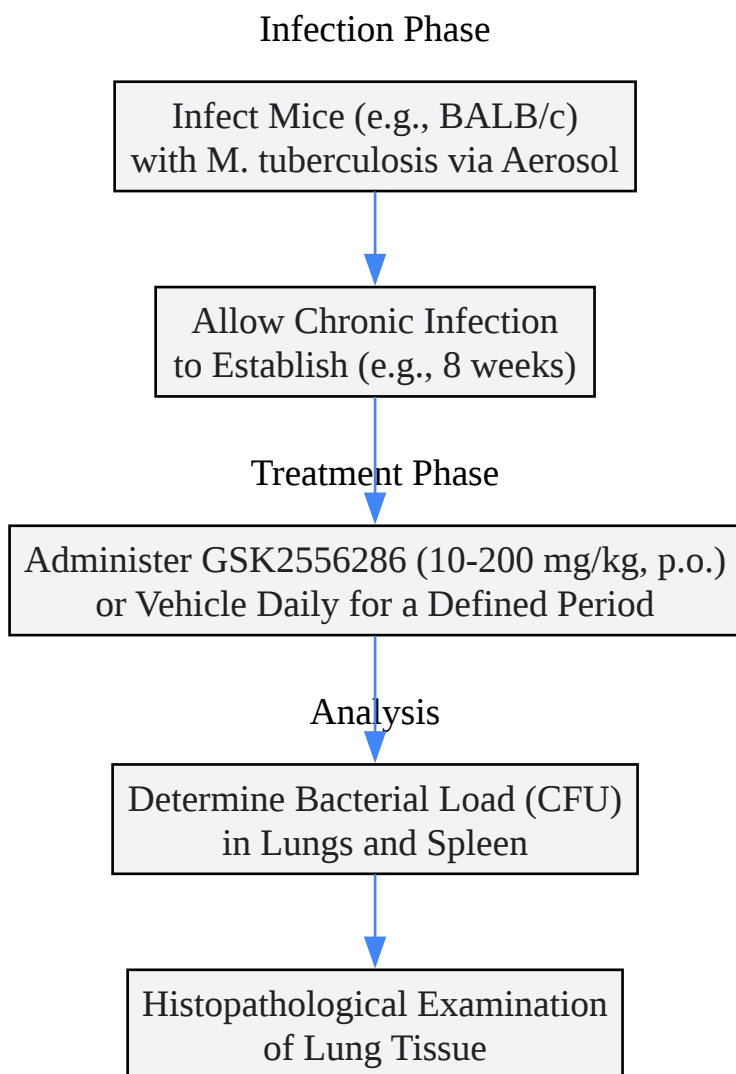 Infection Phase
Infect Mice (e.g., BALB/c)
with M. tuberculosis via Aerosol
Allow Chronic Infection
to Establish (e.g., 8 weeks)
Treatment Phase
Administer GSK2556286 (10-200 mg/kg, p.o.)
or Vehicle Daily for a Defined Period
Analysis
Determine Bacterial Load (CFU)
in Lungs and Spleen
Histopathological Examination
of Lung Tissue